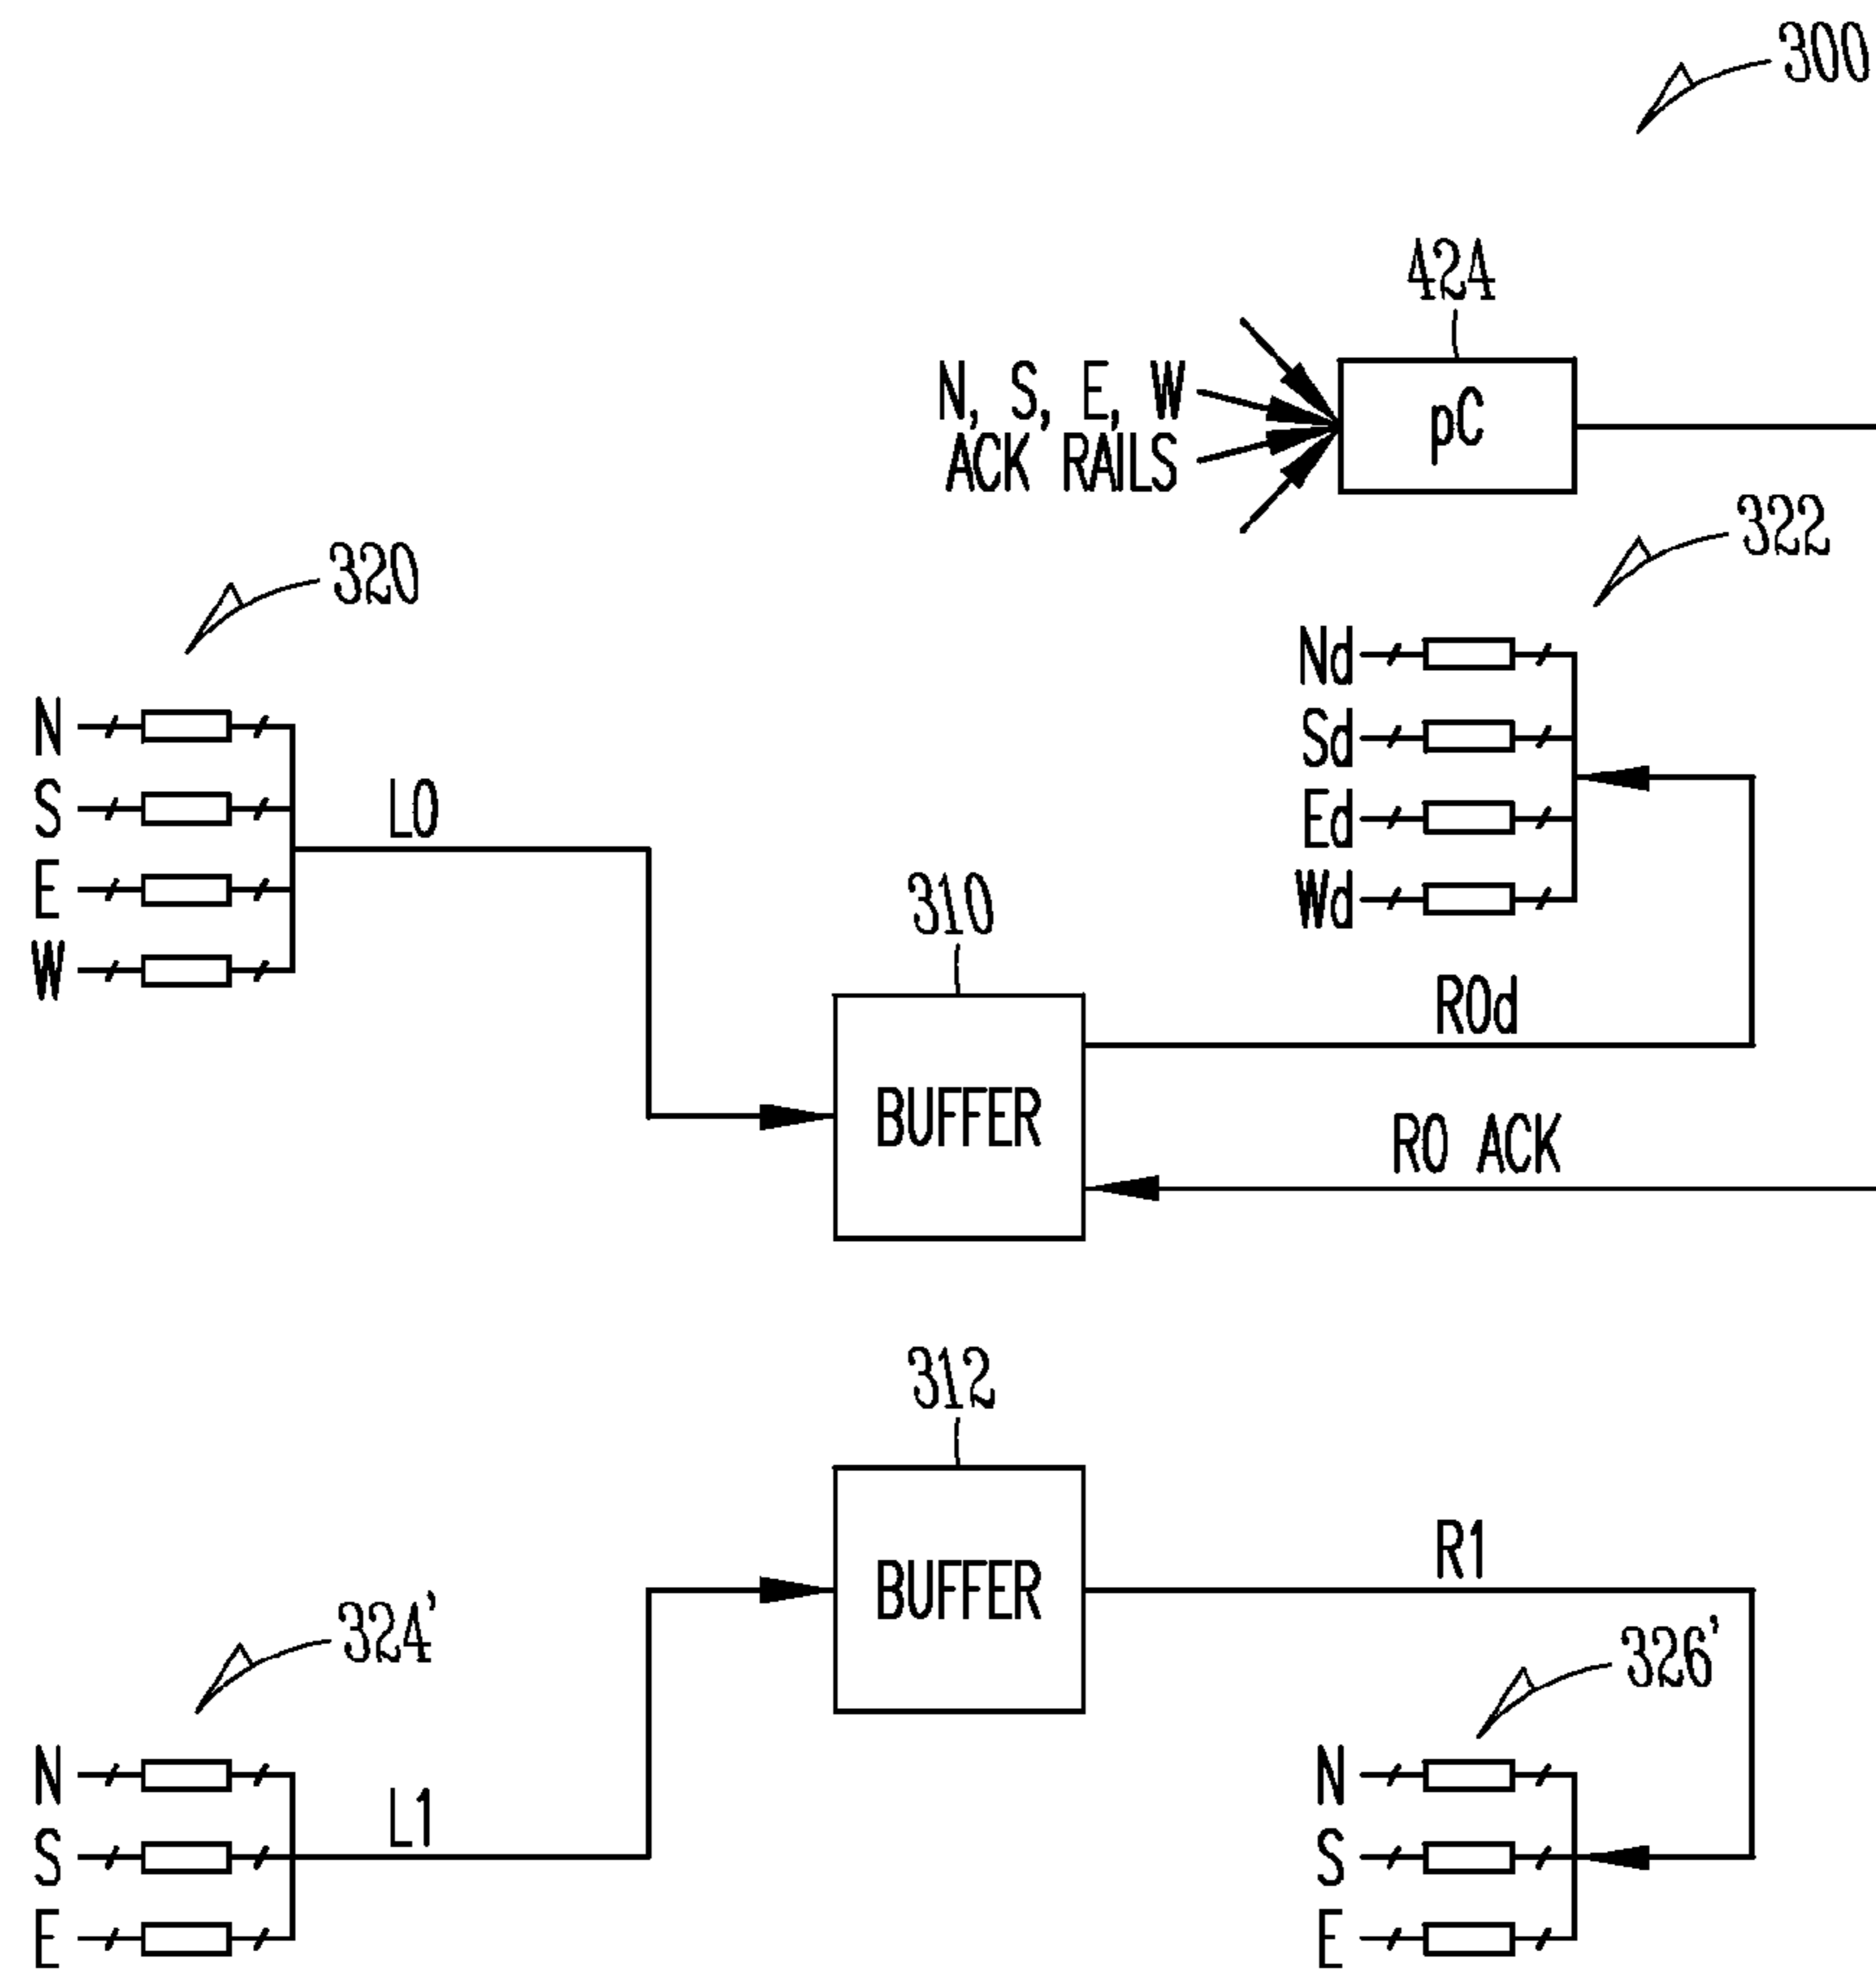 300
424
N, S, E, W
ACK RAILS
pC
322
320
Nd
Sd
Ed
Wd
N
S
E
W
L0
310
R0d
BUFFER
R0 ACK
312
BUFFER
R1
324'
326'
N
S
E
L1
N
S
E